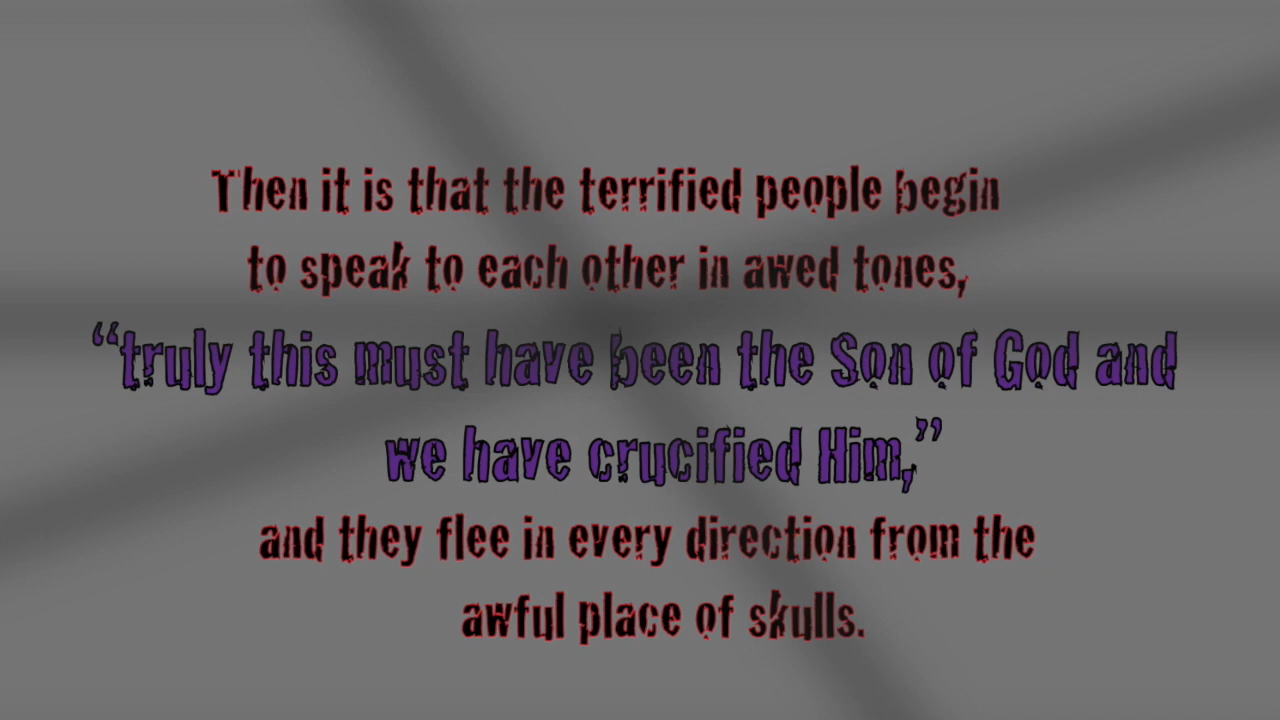 Then it is that the terrified people begin
to speak to each other in awed tones,
“truly this must have been the Son of God and
we have crucified Him,”
and they flee in every direction from the
awful place of skulls.